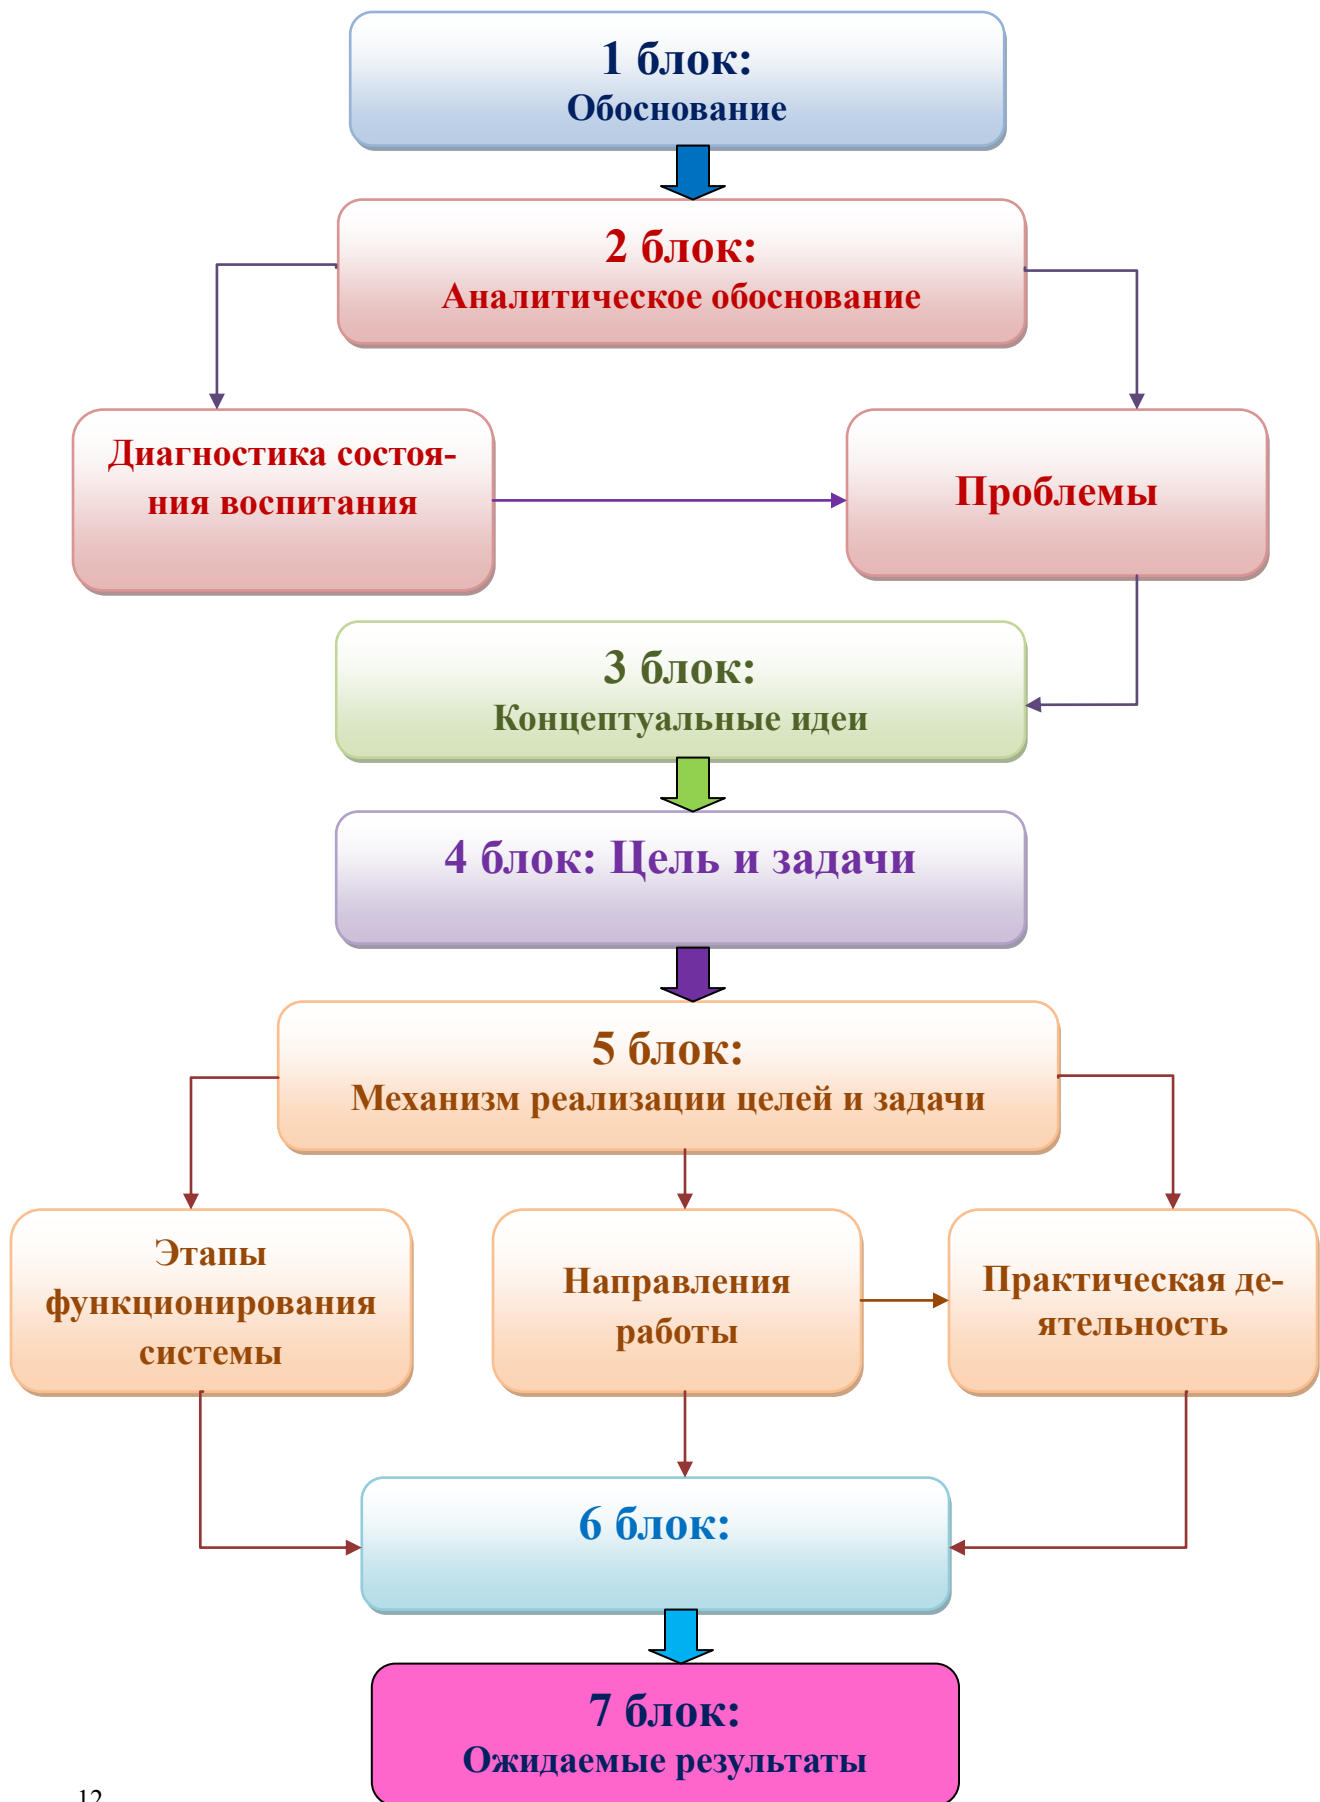 1 блок:
Обоснование
2 блок:
Аналитическое обоснование
Диагностика состоя-
ния воспитания
Проблемы
3 блок:
Концептуальные идеи
4 блок: Цель и задачи
5 блок:
Механизм реализации целей и задачи
Этапы
функционирования
системы
Направления
работы
Практическая де-
ятельность
6 блок:
7 блок:
Ожидаемые результаты
12